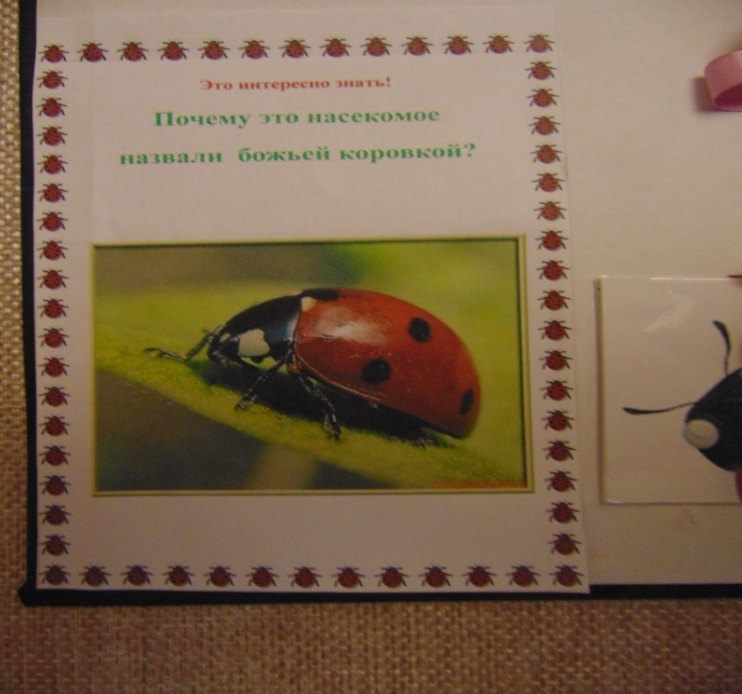 Это интересно знать!
Почему это насекомое
назвали божьей коровкой?